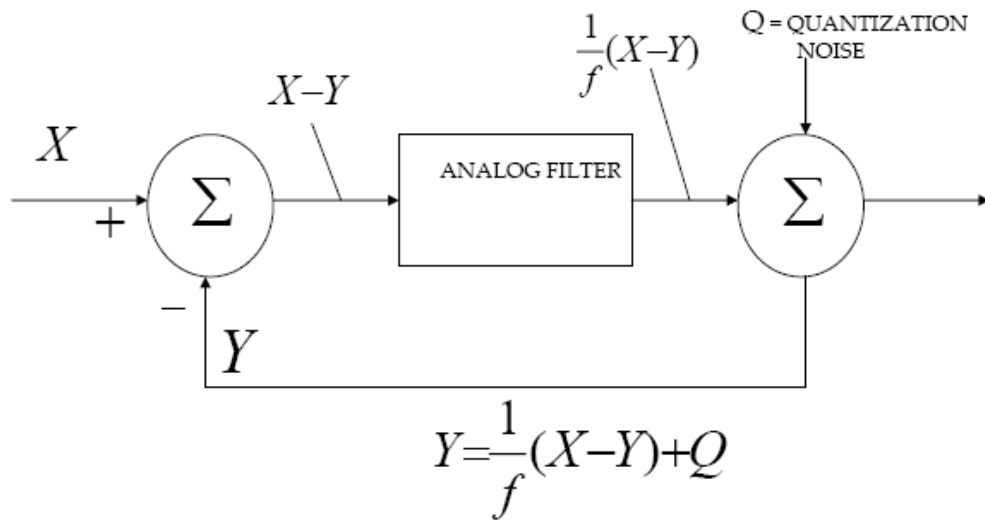 Q = QUANTIZATION
NOISE
1/f (X–Y)
X–Y
X
ANALOG FILTER
Σ
Σ
+
–
Y
Y=1/f (X–Y)+Q